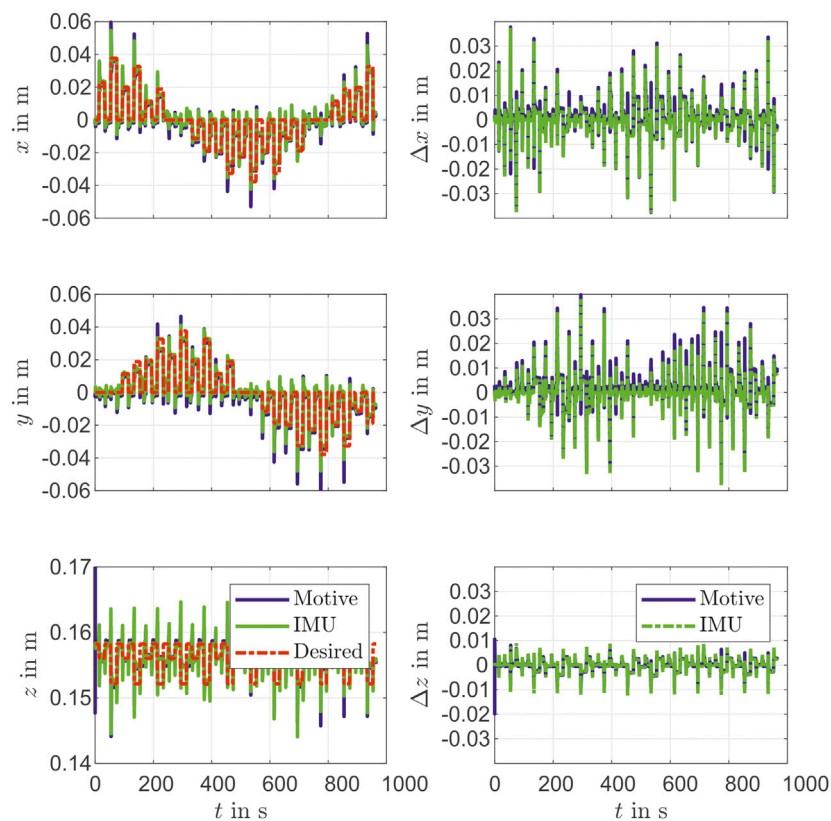 0.06
0.04
0.02
0
-0.02
-0.04
-0.06
x in m
0.03
0.02
0.01
0
-0.01
-0.02
-0.03
Δx in m
0.06
0.04
0.02
0
-0.02
-0.04
-0.06
y in m
0.03
0.02
0.01
0
-0.01
-0.02
-0.03
Δy in m
0.17
0.16
0.15
0.14
z in m
Motive
IMU
Desired
0 200 400 600 800 1000
t in s
0.03
0.02
0.01
0
-0.01
-0.02
-0.03
Δz in m
Motive
IMU
0 200 400 600 800 1000
t in s